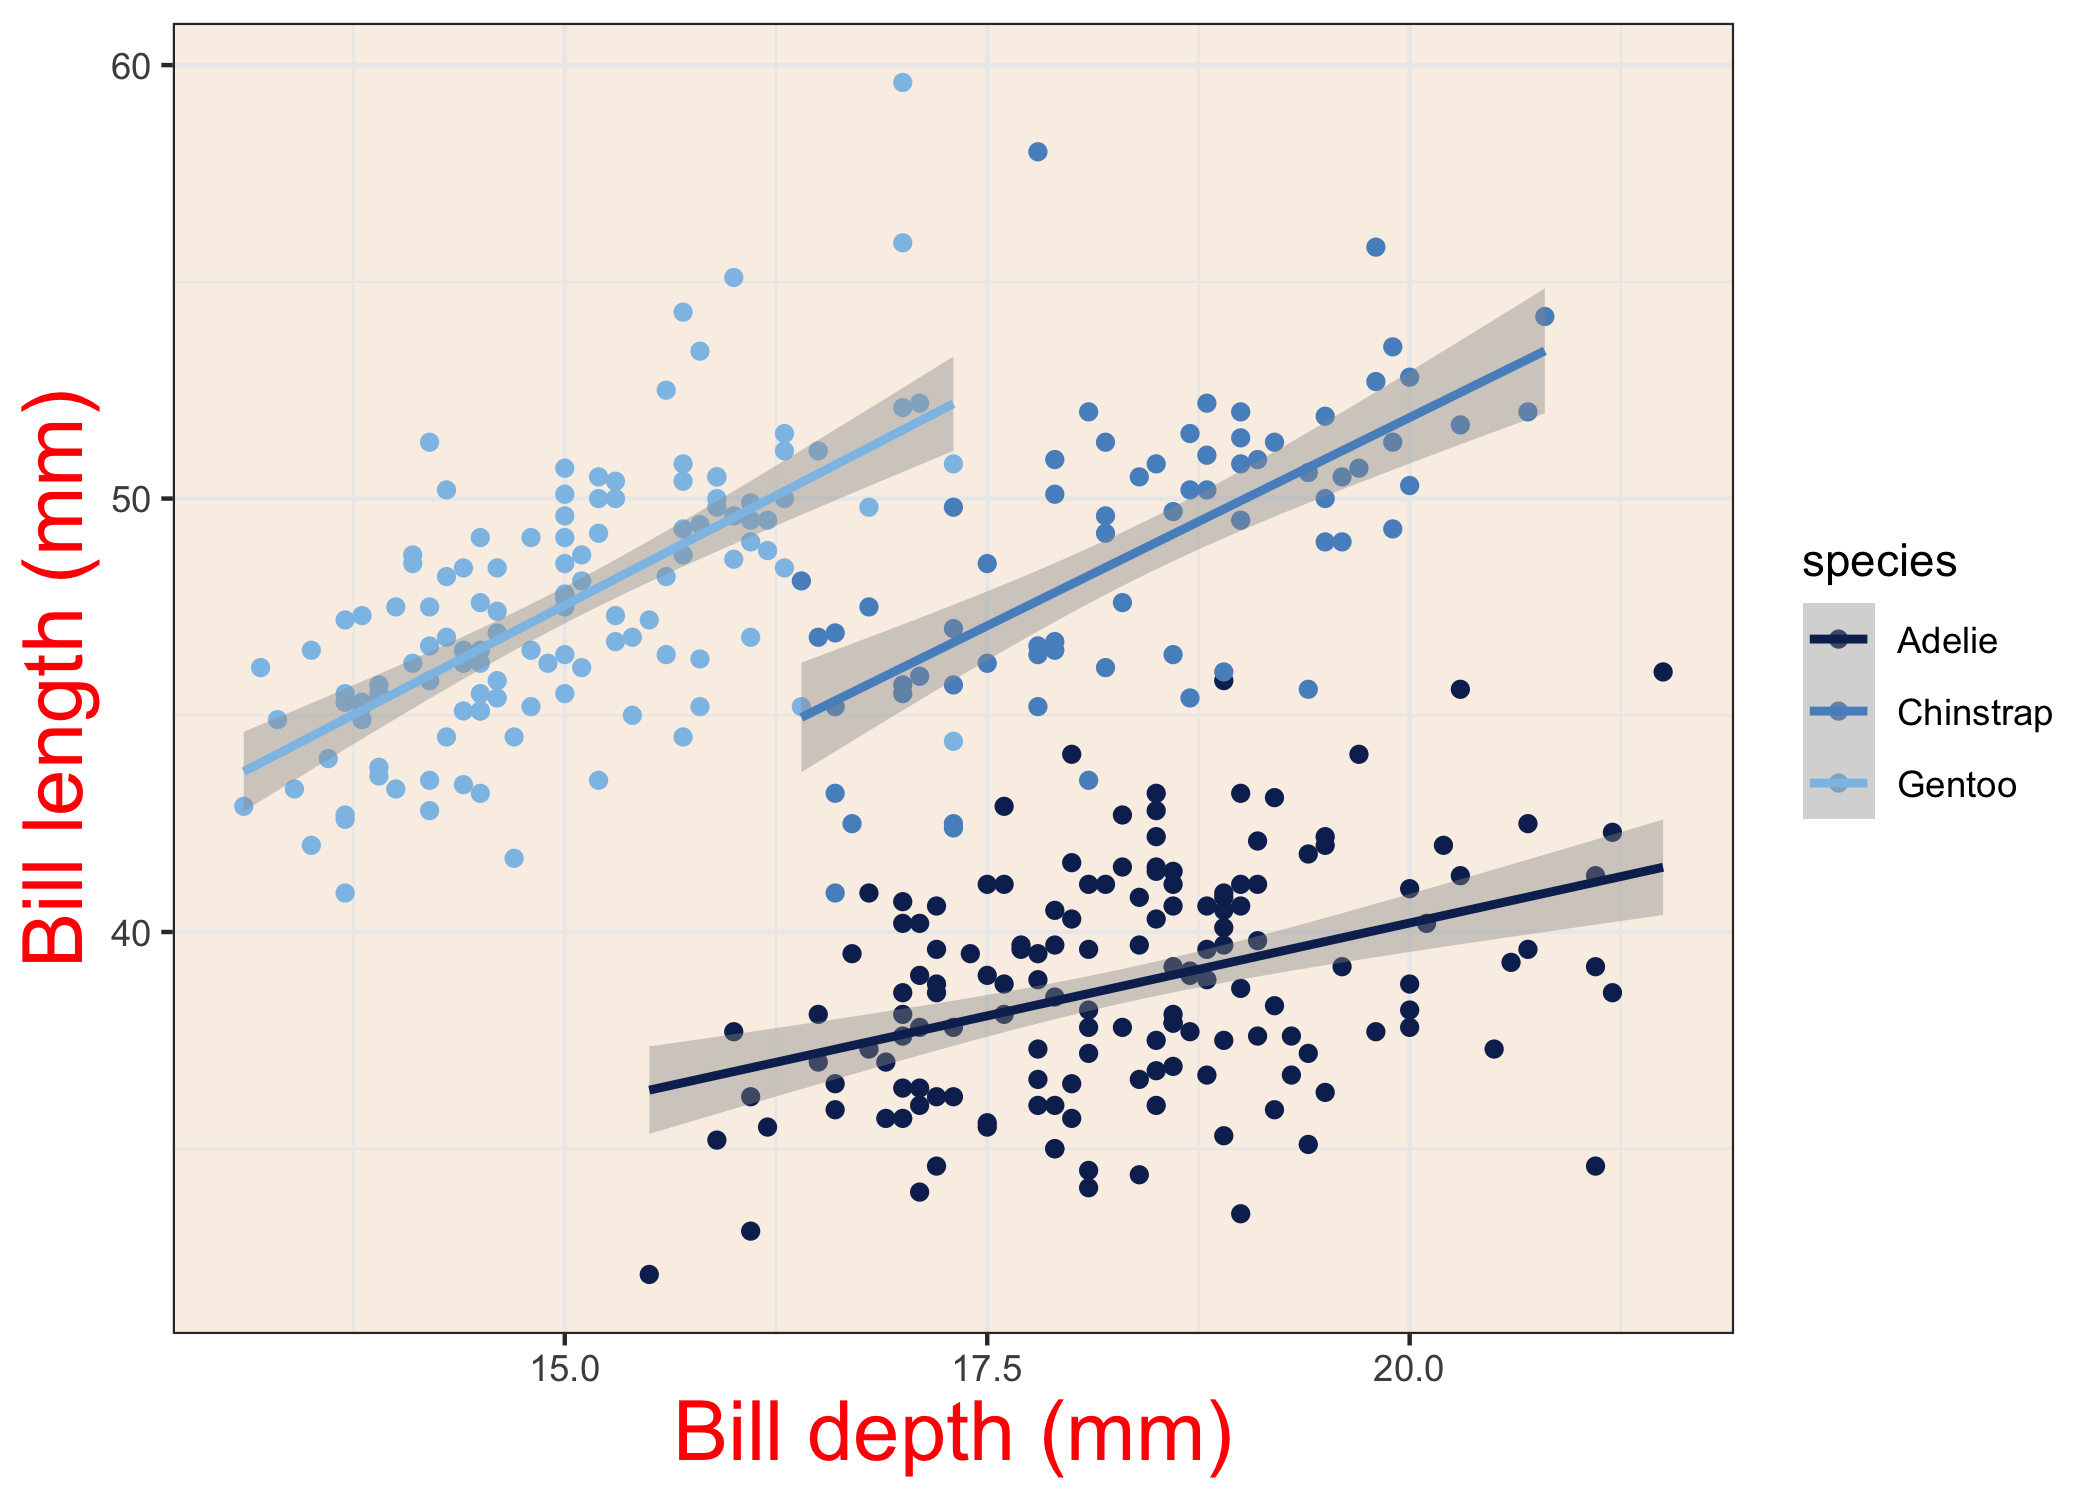 60
50
40
Bill length (mm)
15.0
17.5
20.0
Bill depth (mm)
species
Adelie
Chinstrap
Gentoo